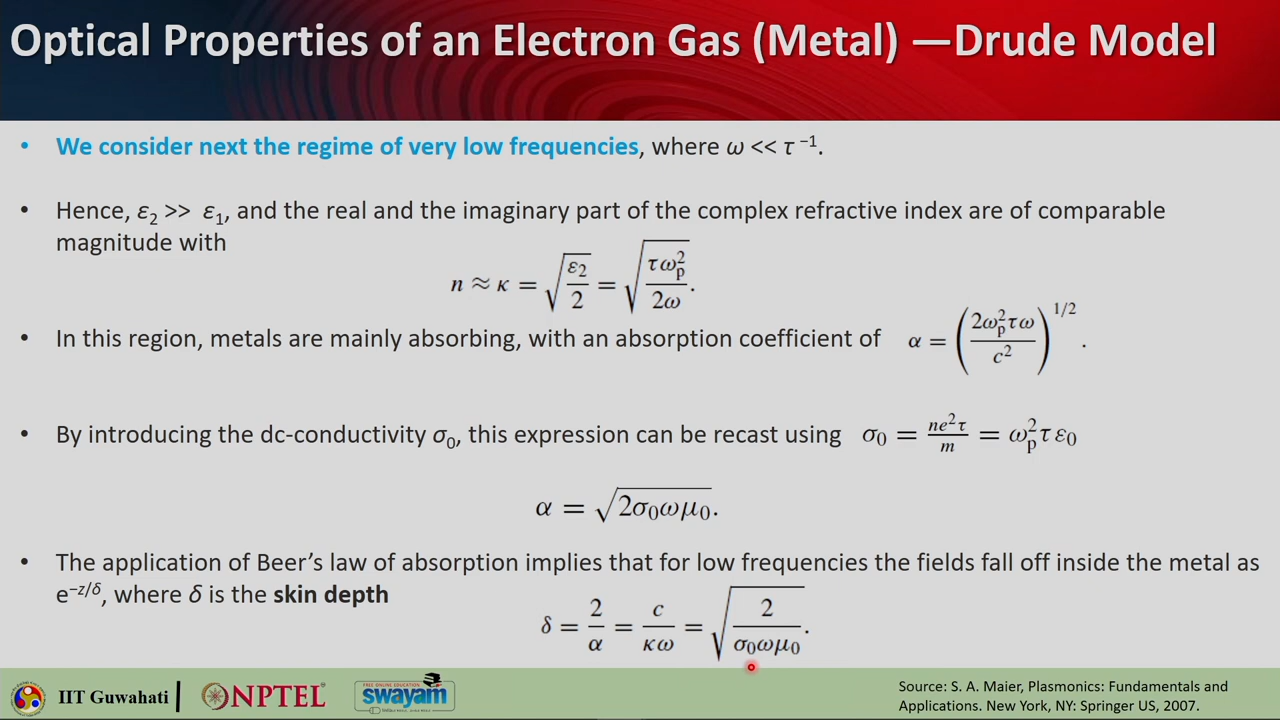 Optical Properties of an Electron Gas (Metal) —Drude Model
• We consider next the regime of very low frequencies, where ω << τ⁻¹.
• Hence, ε₂ >> ε₁, and the real and the imaginary part of the complex refractive index are of comparable
magnitude with
n ≈ κ = √(ε₂/2) = √(τωₚ²/2ω).
• In this region, metals are mainly absorbing, with an absorption coefficient of α = (2ωₚ²τω/c²)^1/2.
• By introducing the dc-conductivity σ₀, this expression can be recast using σ₀ = ne²τ/m = ωₚ²τε₀
α = √(2σ₀ωμ₀).
• The application of Beer's law of absorption implies that for low frequencies the fields fall off inside the metal as
e^−z/δ, where δ is the skin depth
δ = 2/α = c/κω = √(2/σ₀ωμ₀).
IIT Guwahati | NPTEL FREE ONLINE EDUCATION swayam
Source: S. A. Maier, Plasmonics: Fundamentals and
Applications. New York, NY: Springer US, 2007.